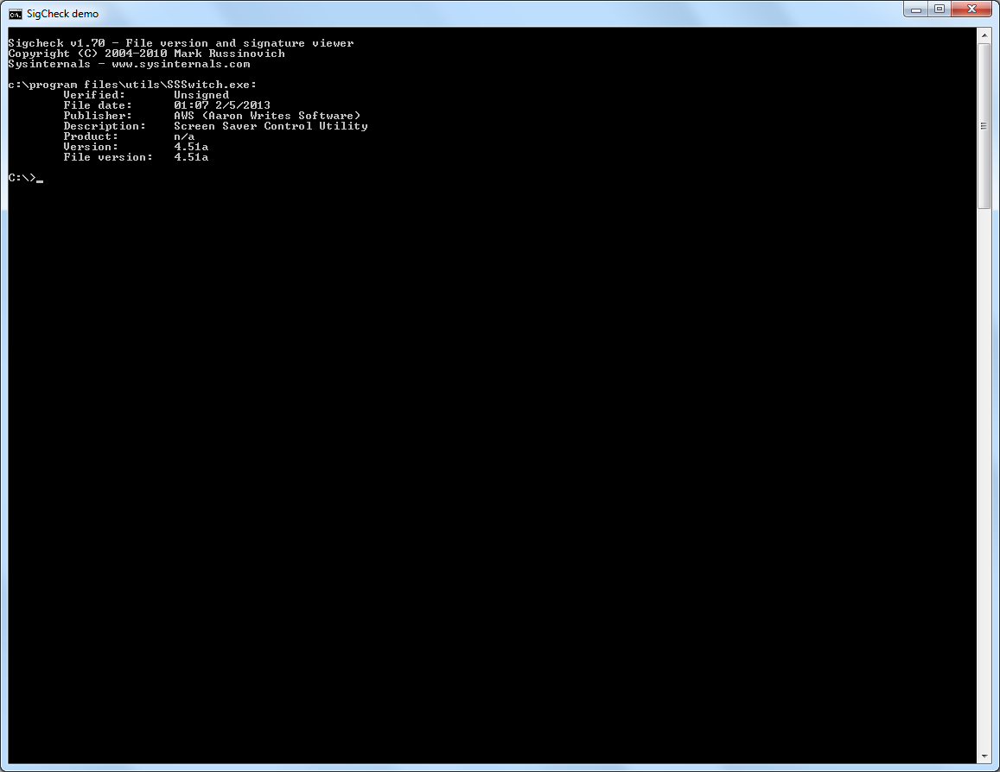 SigCheck demo
Sigcheck v1.70 - File version and signature viewer
Copyright (C) 2004-2010 Mark Russinovich
Sysinternals - www.sysinternals.com
c:\program files\utils\SSSwitch.exe:
Verified: Unsigned
File date: 01:07 2/5/2013
Publisher: AWS (Aaron Writes Software)
Description: Screen Saver Control Utility
Product: n/a
Version: 4.51a
File version: 4.51a
C:\>_